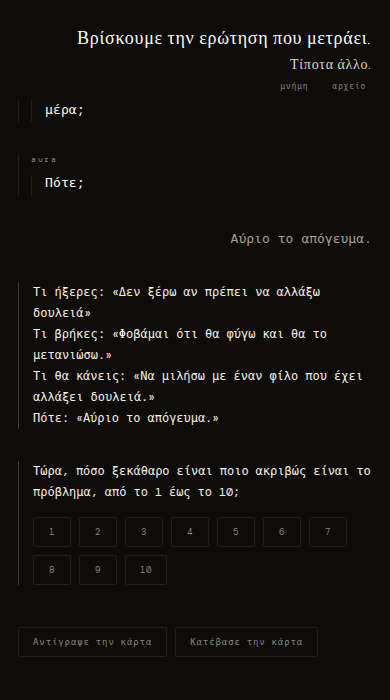 Βρίσκουμε την ερώτηση που μετράει.
Τίποτα άλλο.
μνήμη αρχείο
μέρα;
aura
Πότε;
Αύριο το απόγευμα.
Τι ήξερες: «Δεν ξέρω αν πρέπει να αλλάξω
δουλειά»
Τι βρήκες: «Φοβάμαι ότι θα φύγω και θα το
μετανιώσω.»
Τι θα κάνεις: «Να μιλήσω με έναν φίλο που έχει
αλλάξει δουλειά.»
Πότε: «Αύριο το απόγευμα.»
Τώρα, πόσο ξεκάθαρο είναι ποιο ακριβώς είναι το
πρόβλημα, από το 1 έως το 10;
1 2 3 4 5 6 7
8 9 10
Αντίγραψε την κάρτα Κατέβασε την κάρτα